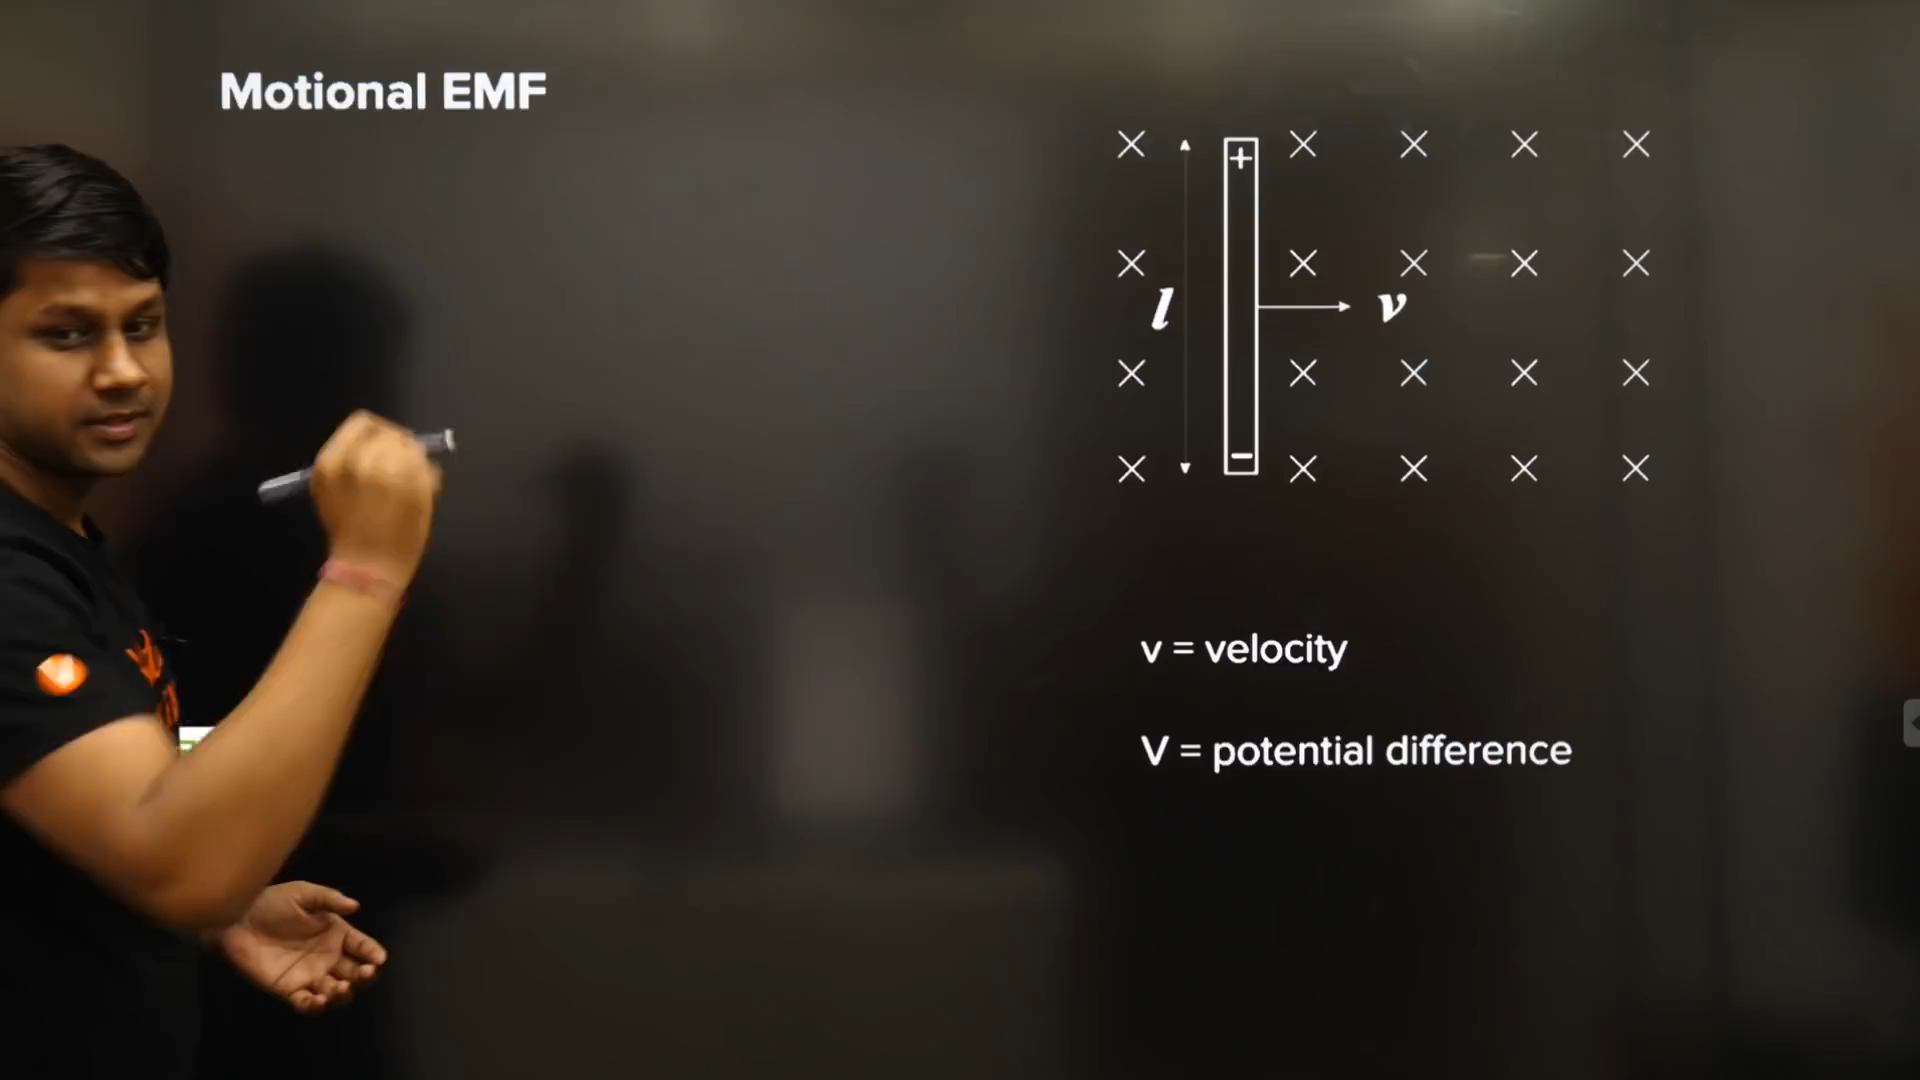 Motional EMF
+
l
v
−
v = velocity
V = potential difference